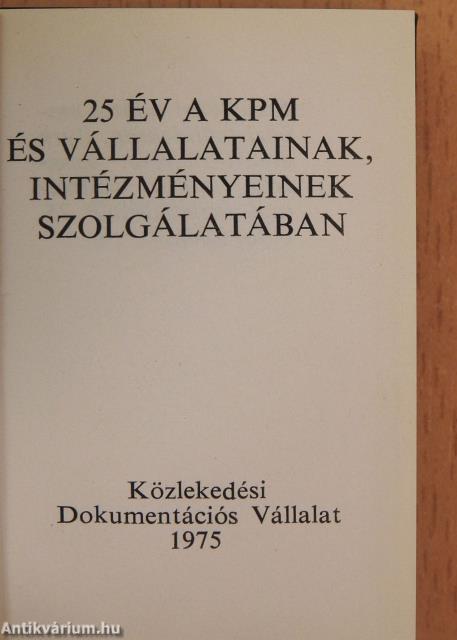 25 ÉV A KPM
ÉS VÁLLALATAINAK,
INTÉZMÉNYEINEK
SZOLGÁLATÁBAN
Közlekedési
Dokumentációs Vállalat
1975
Antikvárium.hu